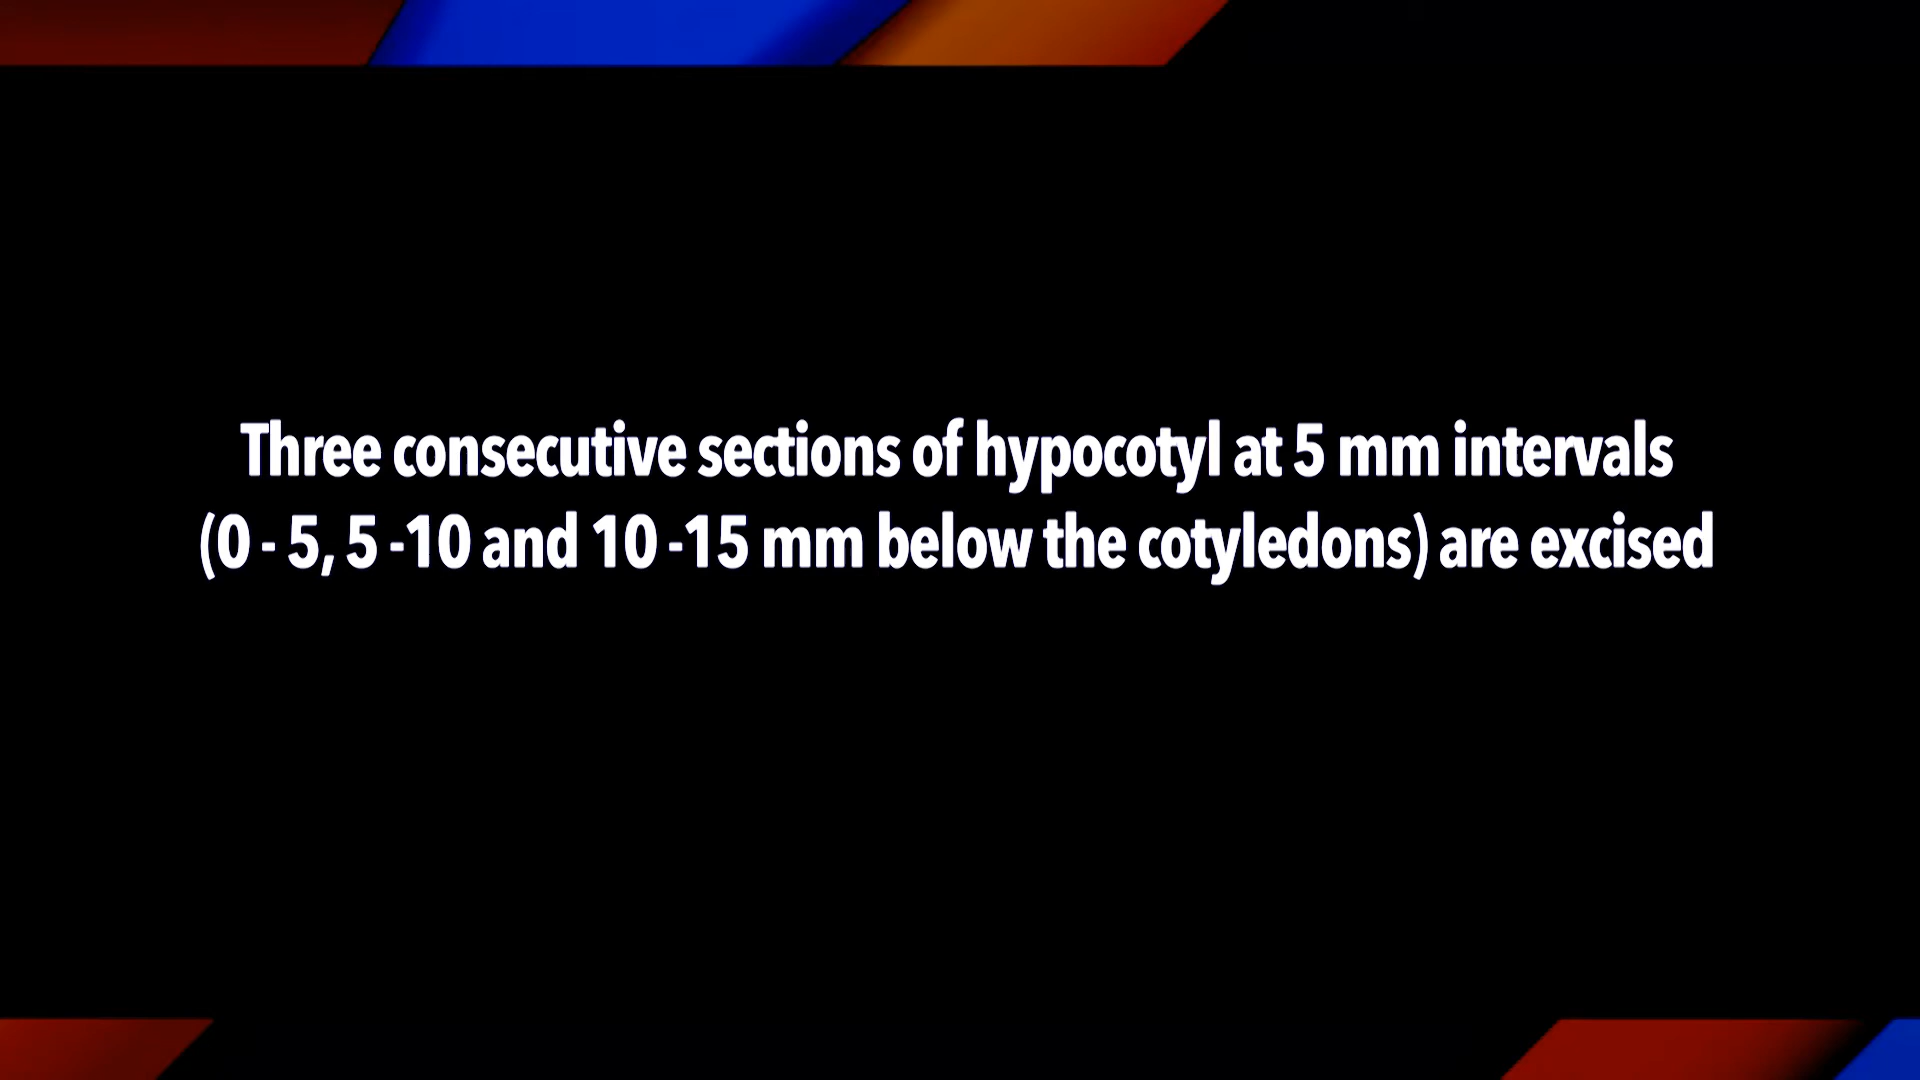 Three consecutive sections of hypocotyl at 5 mm intervals
(0 - 5, 5 -10 and 10 -15 mm below the cotyledons) are excised